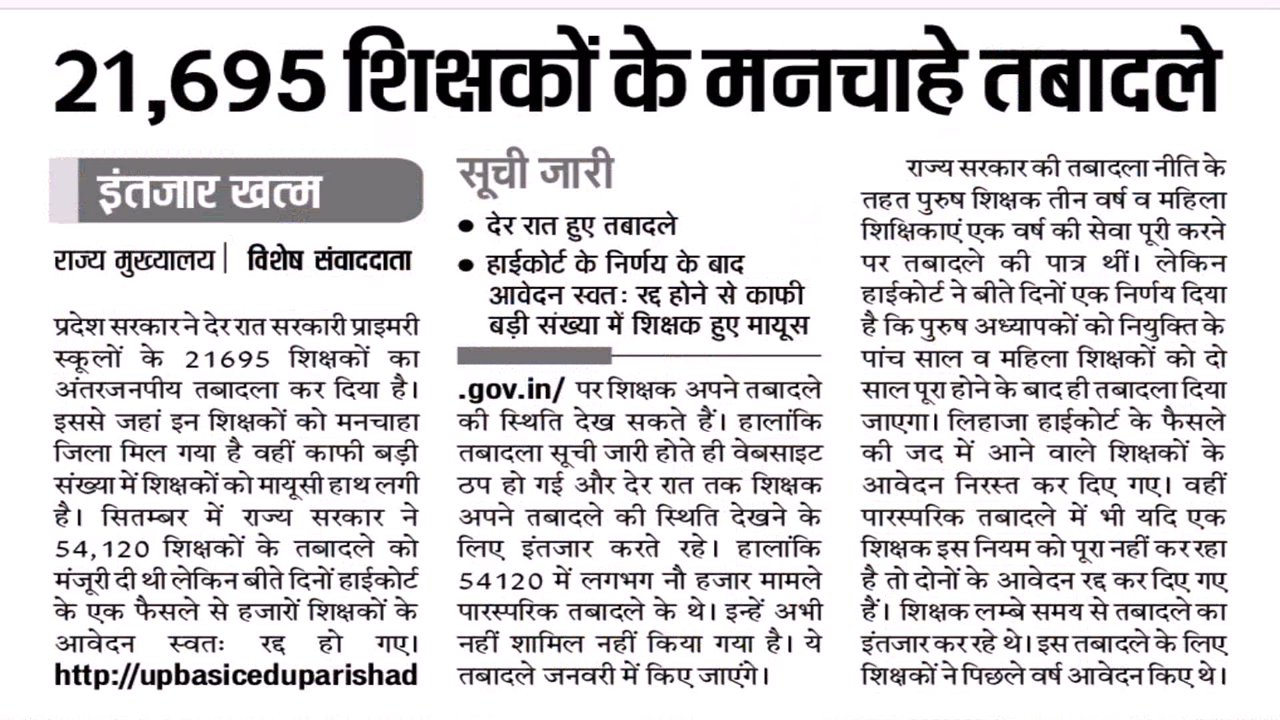 21,695 शिक्षकों के मनचाहे तबादले
इंतजार खत्म
राज्य मुख्यालय | विशेष संवाददाता
प्रदेश सरकार ने देर रात सरकारी प्राइमरी
स्कूलों के 21695 शिक्षकों का
अंतरजनपीय तबादला कर दिया है।
इससे जहां इन शिक्षकों को मनचाहा
जिला मिल गया है वहीं काफी बड़ी
संख्या में शिक्षकों को मायूसी हाथ लगी
है। सितम्बर में राज्य सरकार ने
54,120 शिक्षकों के तबादले को
मंजूरी दी थी लेकिन बीते दिनों हाईकोर्ट
के एक फैसले से हजारों शिक्षकों के
आवेदन स्वतः रद्द हो गए।
http://upbasiceduparishad
सूची जारी
● देर रात हुए तबादले
● हाईकोर्ट के निर्णय के बाद
आवेदन स्वतः रद्द होने से काफी
बड़ी संख्या में शिक्षक हुए मायूस
.gov.in/ पर शिक्षक अपने तबादले
की स्थिति देख सकते हैं। हालांकि
तबादला सूची जारी होते ही वेबसाइट
ठप हो गई और देर रात तक शिक्षक
अपने तबादले की स्थिति देखने के
लिए इंतजार करते रहे। हालांकि
54120 में लगभग नौ हजार मामले
पारस्परिक तबादले के थे। इन्हें अभी
नहीं शामिल नहीं किया गया है। ये
तबादले जनवरी में किए जाएंगे।
राज्य सरकार की तबादला नीति के
तहत पुरुष शिक्षक तीन वर्ष व महिला
शिक्षिकाएं एक वर्ष की सेवा पूरी करने
पर तबादले की पात्र थीं। लेकिन
हाईकोर्ट ने बीते दिनों एक निर्णय दिया
है कि पुरुष अध्यापकों को नियुक्ति के
पांच साल व महिला शिक्षकों को दो
साल पूरा होने के बाद ही तबादला दिया
जाएगा। लिहाजा हाईकोर्ट के फैसले
की जद में आने वाले शिक्षकों के
आवेदन निरस्त कर दिए गए। वहीं
पारस्परिक तबादले में भी यदि एक
शिक्षक इस नियम को पूरा नहीं कर रहा
है तो दोनों के आवेदन रद्द कर दिए गए
हैं। शिक्षक लम्बे समय से तबादले का
इंतजार कर रहे थे। इस तबादले के लिए
शिक्षकों ने पिछले वर्ष आवेदन किए थे।